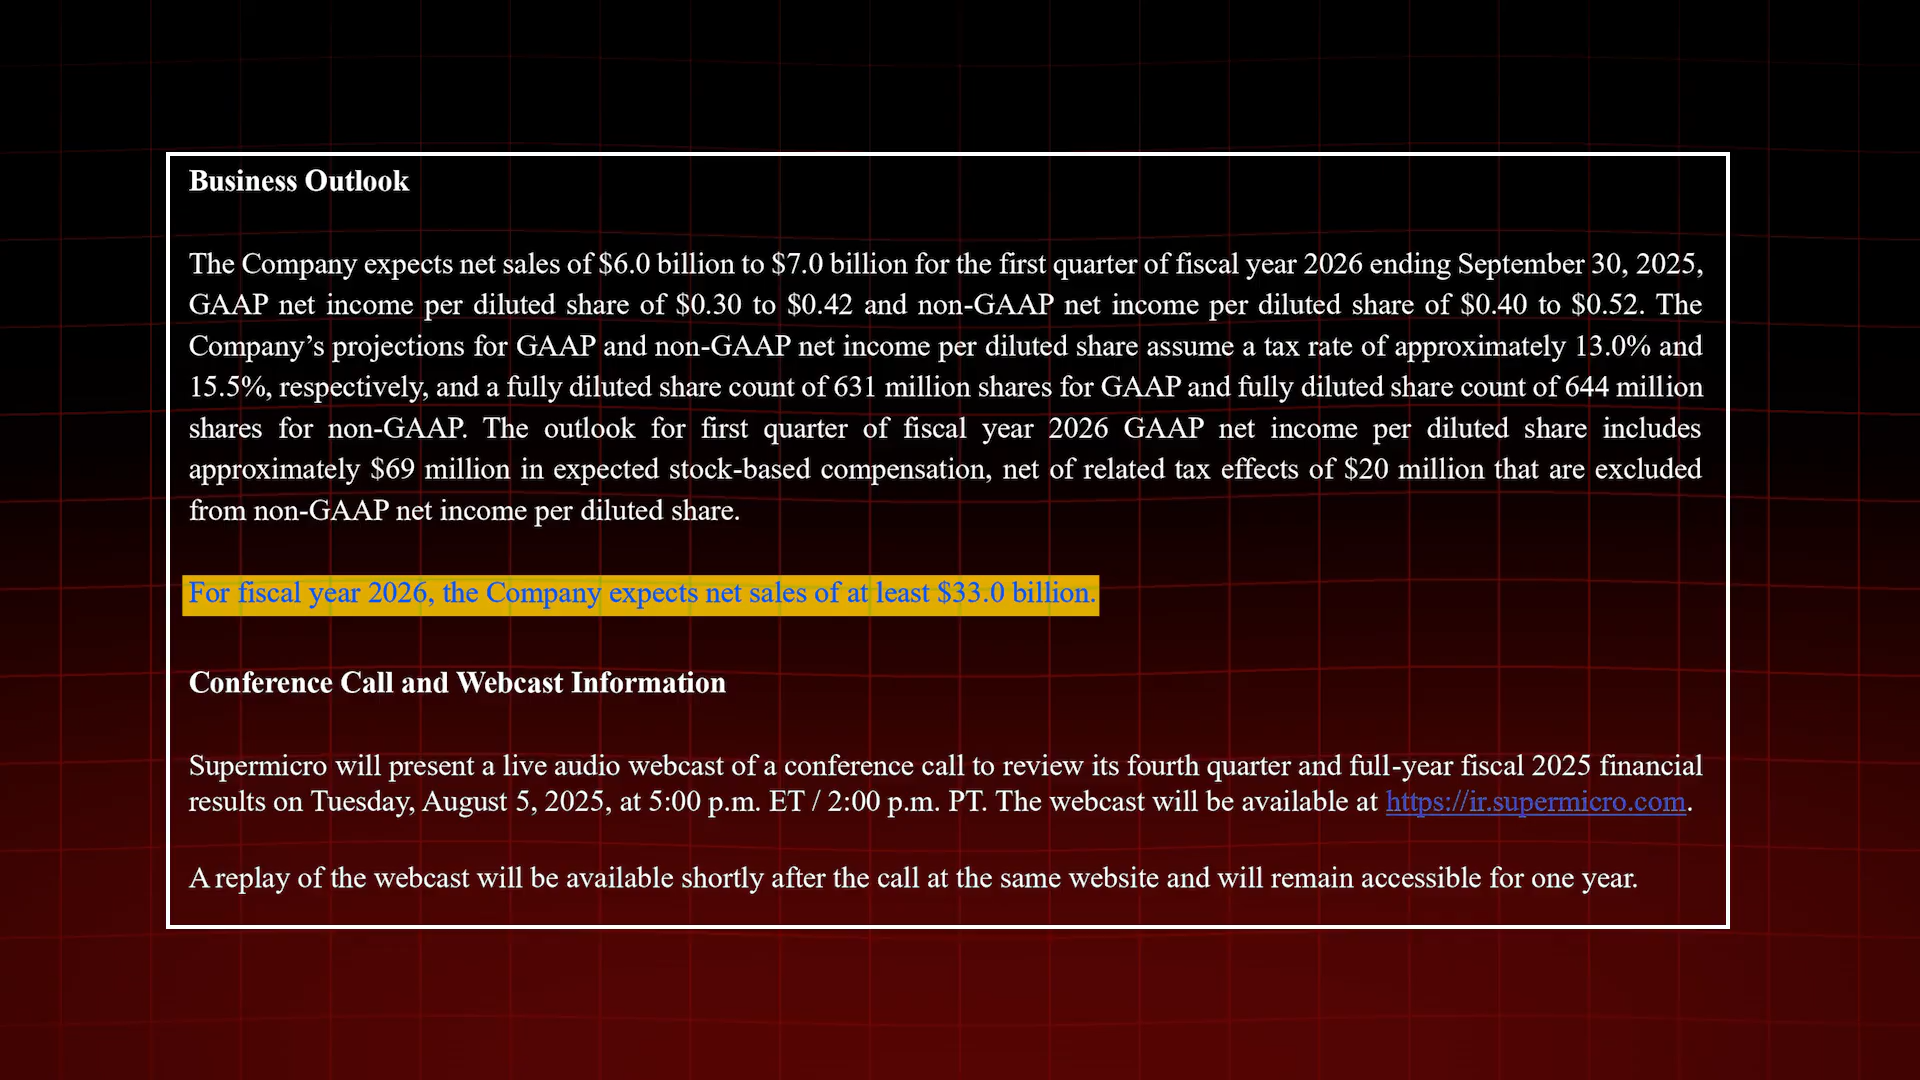 Business Outlook
The Company expects net sales of $6.0 billion to $7.0 billion for the first quarter of fiscal year 2026 ending September 30, 2025,
GAAP net income per diluted share of $0.30 to $0.42 and non-GAAP net income per diluted share of $0.40 to $0.52. The
Company’s projections for GAAP and non-GAAP net income per diluted share assume a tax rate of approximately 13.0% and
15.5%, respectively, and a fully diluted share count of 631 million shares for GAAP and fully diluted share count of 644 million
shares for non-GAAP. The outlook for first quarter of fiscal year 2026 GAAP net income per diluted share includes
approximately $69 million in expected stock-based compensation, net of related tax effects of $20 million that are excluded
from non-GAAP net income per diluted share.
For fiscal year 2026, the Company expects net sales of at least $33.0 billion.
Conference Call and Webcast Information
Supermicro will present a live audio webcast of a conference call to review its fourth quarter and full-year fiscal 2025 financial
results on Tuesday, August 5, 2025, at 5:00 p.m. ET / 2:00 p.m. PT. The webcast will be available at https://ir.supermicro.com.
A replay of the webcast will be available shortly after the call at the same website and will remain accessible for one year.